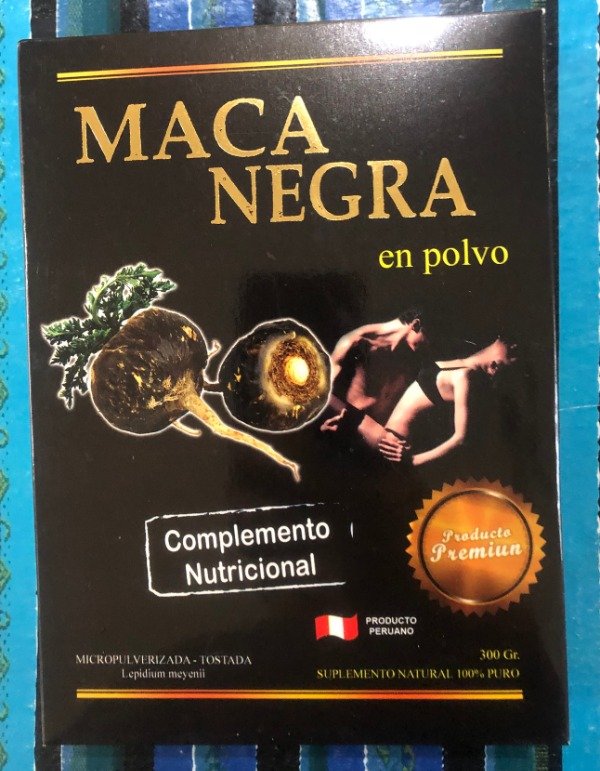 MACA
NEGRA
en polvo
Complemento
Nutricional
Producto
Premiun
PRODUCTO
PERUANO
MICROPULVERIZADA - TOSTADA
Lepidium meyenii
300 Gr.
SUPLEMENTO NATURAL 100% PURO